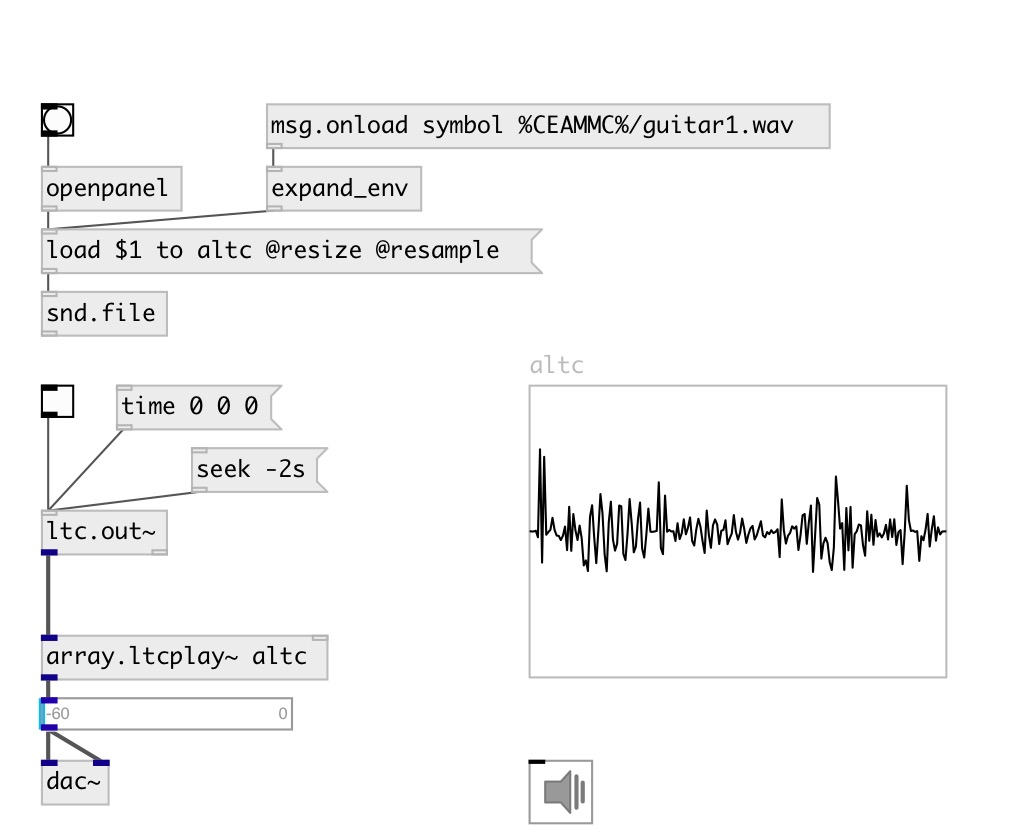 msg.onload symbol %CEAMMC%/guitar1.wav
openpanel
expand_env
load $1 to altc @resize @resample
snd.file
altc
time 0 0 0
seek -2s
ltc.out~
array.ltcplay~ altc
-60 0
dac~